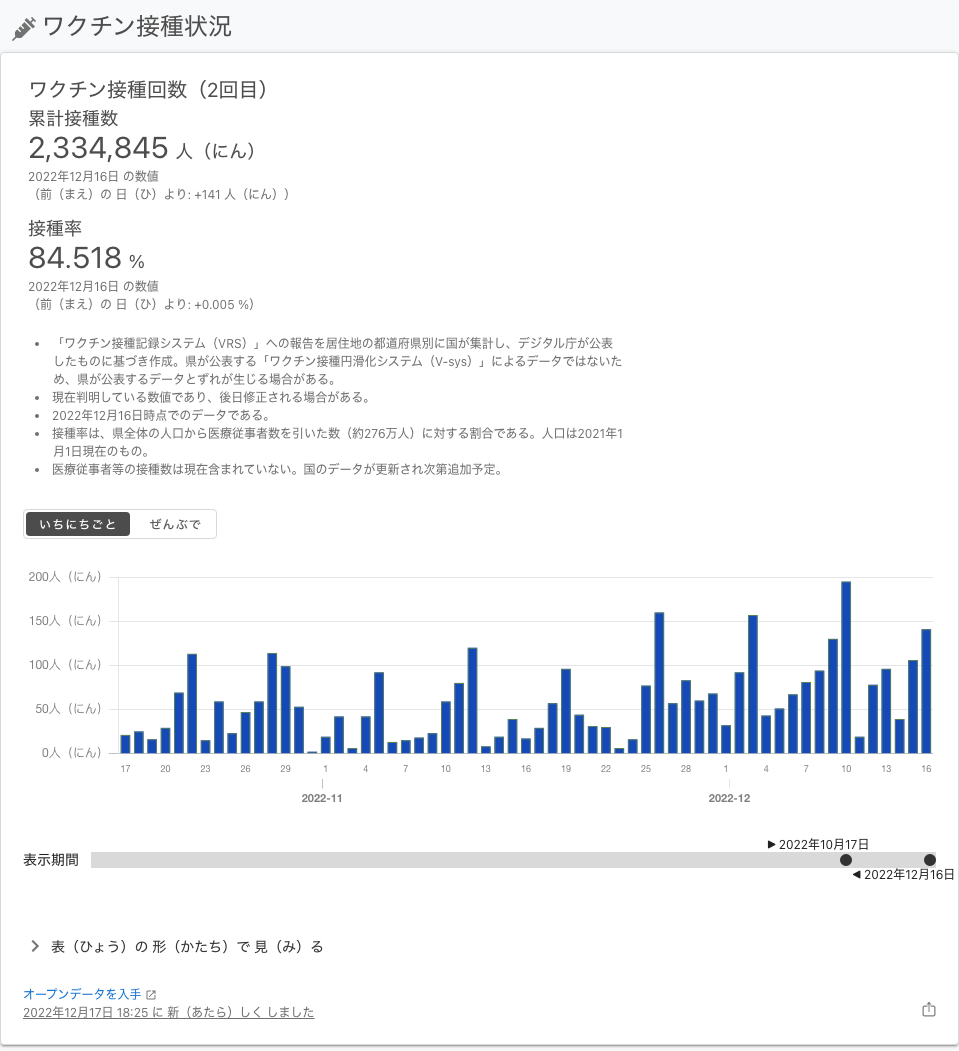 ワクチン接種状況
ワクチン接種回数（2回目）
累計接種数
2,334,845 人（にん）
2022年12月16日 の数値
（前（まえ）の 日（ひ）より: +141 人（にん））
接種率
84.518 %
2022年12月16日 の数値
（前（まえ）の 日（ひ）より: +0.005 %）
• 「ワクチン接種記録システム（VRS）」への報告を居住地の都道府県別に国が集計し、デジタル庁が公表
したものに基づき作成。県が公表する「ワクチン接種円滑化システム（V-sys）」によるデータではないた
め、県が公表するデータとずれが生じる場合がある。
• 現在判明している数値であり、後日修正される場合がある。
• 2022年12月16日時点でのデータである。
• 接種率は、県全体の人口から医療従事者数を引いた数（約276万人）に対する割合である。人口は2021年1
月1日現在のもの。
• 医療従事者等の接種数は現在含まれていない。国のデータが更新され次第追加予定。
いちにちごと ぜんぶで
200人（にん）
150人（にん）
100人（にん）
50人（にん）
0人（にん）
17 20 23 26 29 1 4 7 10 13 16 19 22 25 28 1 4 7 10 13 16
2022-11 2022-12
▶ 2022年10月17日
表示期間
◀ 2022年12月16日
表（ひょう）の 形（かたち）で 見（み）る
オープンデータを入手
2022年12月17日 18:25 に 新（あたら）しく しました